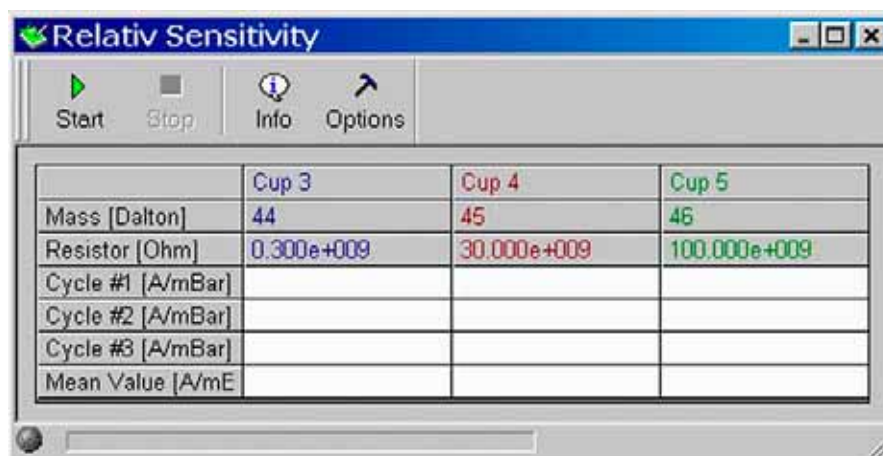 Relativ Sensitivity
Start Stop Info Options
Cup 3 Cup 4 Cup 5
Mass [Dalton] 44 45 46
Resistor [Ohm] 0.300e+009 30.000e+009 100.000e+009
Cycle #1 [A/mBar]
Cycle #2 [A/mBar]
Cycle #3 [A/mBar]
Mean Value [A/mE